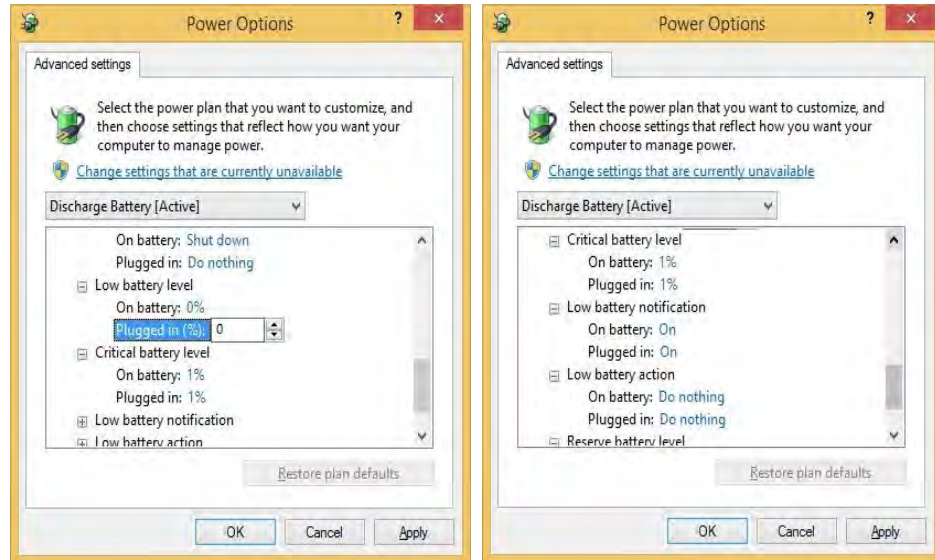 Power Options
?
×
Advanced settings
Select the power plan that you want to customize, and
then choose settings that reflect how you want your
computer to manage power.
Change settings that are currently unavailable
Discharge Battery [Active]
On battery: Shut down
Plugged in: Do nothing
Low battery level
On battery: 0%
Plugged in (%): 0
Critical battery level
On battery: 1%
Plugged in: 1%
Low battery notification
Low battery action
Restore plan defaults
OK
Cancel
Apply
Power Options
?
×
Advanced settings
Select the power plan that you want to customize, and
then choose settings that reflect how you want your
computer to manage power.
Change settings that are currently unavailable
Discharge Battery [Active]
Critical battery level
On battery: 1%
Plugged in: 1%
Low battery notification
On battery: On
Plugged in: On
Low battery action
On battery: Do nothing
Plugged in: Do nothing
Reserve battery level
Restore plan defaults
OK
Cancel
Apply